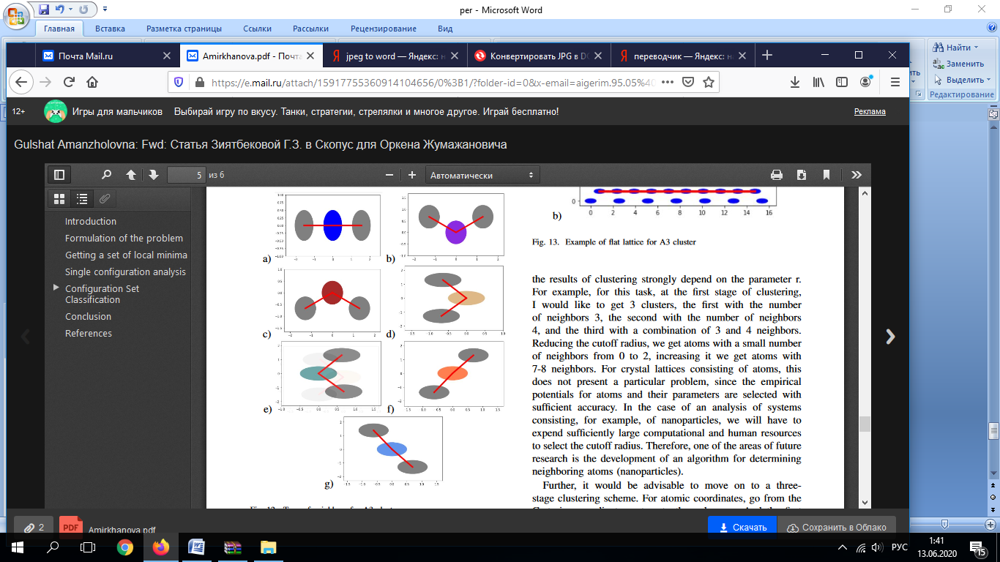 per - Microsoft Word
Главная Вставка Разметка страницы Ссылки Рассылки Рецензирование Вид
Найти
Заменить
Выделить
Редактирование
Почта Mail.ru
Amirkhanova.pdf - Почта
jpeg to word — Яндекс: н
Конвертировать JPG в DO
переводчик — Яндекс: н
https://e.mail.ru/attach/15917755360914104656/0%3B1/?folder-id=0&x-email=aigerim.95.05%40
12+
Игры для мальчиков Выбирай игру по вкусу. Танки, стратегии, стрелялки и многое другое. Играй бесплатно!
Реклама
Gulshat Amanzholovna: Fwd: Статья Зиятбековой Г.З. в Скопус для Оркена Жумажановича
5 из 6
Автоматически
Introduction
Formulation of the problem
Getting a set of local minima
Single configuration analysis
Configuration Set
Classification
Conclusion
References
a)
b)
c)
d)
e)
f)
g)
0
0 2 4 6 8 10 12 14 16
b)
Fig. 13. Example of flat lattice for A3 cluster
the results of clustering strongly depend on the parameter r.
For example, for this task, at the first stage of clustering,
I would like to get 3 clusters, the first with the number
of neighbors 3, the second with the number of neighbors
4, and the third with a combination of 3 and 4 neighbors.
Reducing the cutoff radius, we get atoms with a small number
of neighbors from 0 to 2, increasing it we get atoms with
7-8 neighbors. For crystal lattices consisting of atoms, this
does not present a particular problem, since the empirical
potentials for atoms and their parameters are selected with
sufficient accuracy. In the case of an analysis of systems
consisting, for example, of nanoparticles, we will have to
expend sufficiently large computational and human resources
to select the cutoff radius. Therefore, one of the areas of future
research is the development of an algorithm for determining
neighboring atoms (nanoparticles).
Further, it would be advisable to move on to a three-
stage clustering scheme. For atomic coordinates, go from the
2
PDF
Amirkhanova.pdf
Скачать
Сохранить в Облако
РУС
1:41
13.06.2020
15